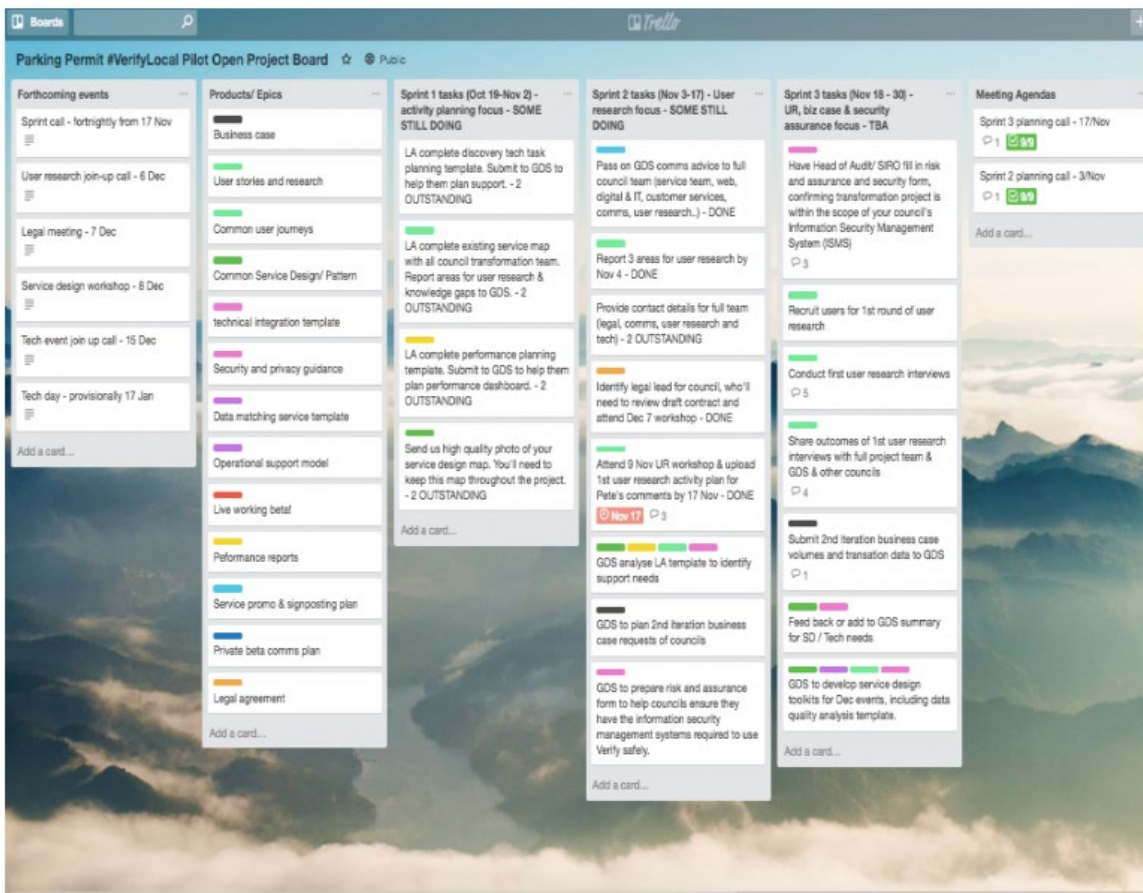 Boards
Trello
Parking Permit #VerifyLocal Pilot Open Project Board
Public
Forthcoming events
Sprint call - fortnightly from 17 Nov
User research join-up call - 6 Dec
Legal meeting - 7 Dec
Service design workshop - 8 Dec
Tech event join up call - 15 Dec
Tech day - provisionally 17 Jan
Add a card...
Products/ Epics
Business case
User stories and research
Common user journeys
Common Service Design/ Pattern
technical integration template
Security and privacy guidance
Data matching service template
Operational support model
Live working beta!
Peformance reports
Service promo & signposting plan
Private beta comms plan
Legal agreement
Add a card...
Sprint 1 tasks (Oct 19-Nov 2) -
activity planning focus - SOME
STILL DOING
LA complete discovery tech task
planning template. Submit to GDS to
help them plan support. - 2
OUTSTANDING
LA complete existing service map
with all council transformation team.
Report areas for user research &
knowledge gaps to GDS. - 2
OUTSTANDING
LA complete performance planning
template. Submit to GDS to help them
plan performance dashboard. - 2
OUTSTANDING
Send us high quality photo of your
service design map. You'll need to
keep this map throughout the project.
- 2 OUTSTANDING
Add a card...
Sprint 2 tasks (Nov 3-17) - User
research focus - SOME STILL
DOING
Pass on GDS comms advice to full
council team (service team, web,
digital & IT, customer services,
comms, user research..) - DONE
Report 3 areas for user research by
Nov 4 - DONE
Provide contact details for full team
(legal, comms, user research and
tech) - 2 OUTSTANDING
Identify legal lead for council, who'll
need to review draft contract and
attend Dec 7 workshop - DONE
Attend 9 Nov UR workshop & upload
1st user research activity plan for
Pete's comments by 17 Nov - DONE
Nov 17 3
GDS analyse LA template to identify
support needs
GDS to plan 2nd iteration business
case requests of councils
GDS to prepare risk and assurance
form to help councils ensure they
have the information security
management systems required to use
Verify safely.
Add a card...
Sprint 3 tasks (Nov 16 - 30) -
UR, biz case & security
assurance focus - TBA
Have Head of Audit/ SIRO fill in risk
and assurance and security form,
confirming transformation project is
within the scope of your council's
Information Security Management
System (ISMS)
3
Recruit users for 1st round of user
research
Conduct first user research interviews
5
Share outcomes of 1st user research
interviews with full project team &
GDS & other councils
4
Submit 2nd iteration business case
volumes and transation data to GDS
1
Feed back or add to GDS summary
for SD / Tech needs
GDS to develop service design
toolkits for Dec events, including data
quality analysis template.
Add a card...
Meeting Agendas
Sprint 3 planning call - 17/Nov
1 9/9
Sprint 2 planning call - 3/Nov
1 9/9
Add a card...